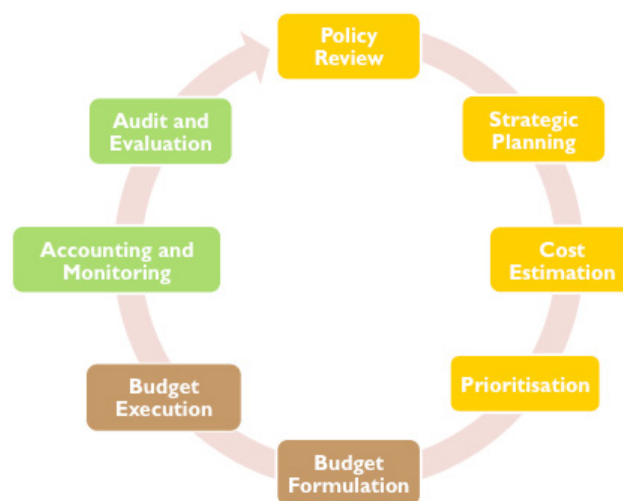 Policy
Review
Strategic
Planning
Cost
Estimation
Prioritisation
Budget
Formulation
Budget
Execution
Accounting and
Monitoring
Audit and
Evaluation